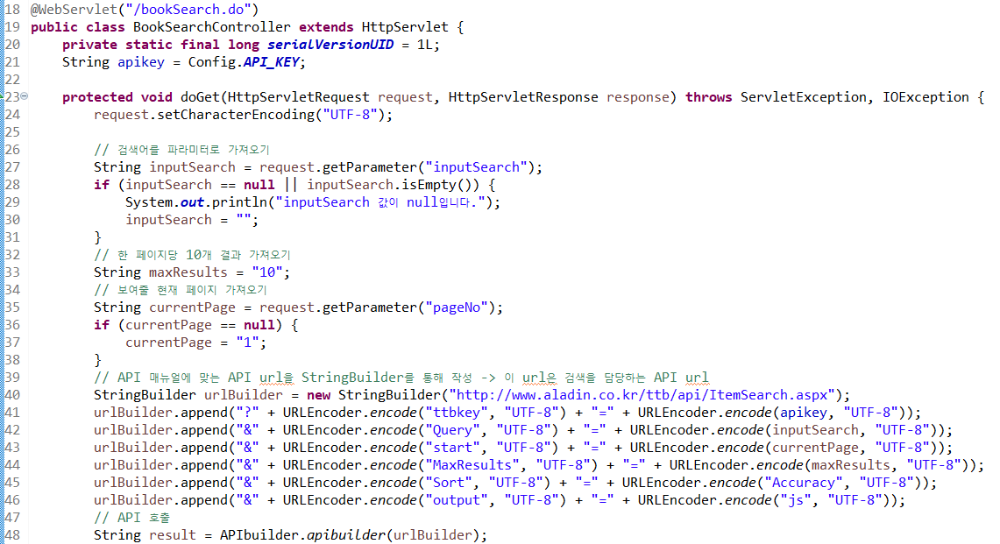 18 @WebServlet("/bookSearch.do")
19 public class BookSearchController extends HttpServlet {
20     private static final long serialVersionUID = 1L;
21     String apikey = Config.API_KEY;
22
23     protected void doGet(HttpServletRequest request, HttpServletResponse response) throws ServletException, IOException {
24         request.setCharacterEncoding("UTF-8");
25
26         // 검색어를 파라미터로 가져오기
27         String inputSearch = request.getParameter("inputSearch");
28         if (inputSearch == null || inputSearch.isEmpty()) {
29             System.out.println("inputSearch 값이 null입니다.");
30             inputSearch = "";
31         }
32         // 한 페이지당 10개 결과 가져오기
33         String maxResults = "10";
34         // 보여줄 현재 페이지 가져오기
35         String currentPage = request.getParameter("pageNo");
36         if (currentPage == null) {
37             currentPage = "1";
38         }
39         // API 매뉴얼에 맞는 API url을 StringBuilder를 통해 작성 -> 이 url은 검색을 담당하는 API url
40         StringBuilder urlBuilder = new StringBuilder("http://www.aladin.co.kr/ttb/api/ItemSearch.aspx");
41         urlBuilder.append("?" + URLEncoder.encode("ttbkey", "UTF-8") + "=" + URLEncoder.encode(apikey, "UTF-8"));
42         urlBuilder.append("&" + URLEncoder.encode("Query", "UTF-8") + "=" + URLEncoder.encode(inputSearch, "UTF-8"));
43         urlBuilder.append("&" + URLEncoder.encode("start", "UTF-8") + "=" + URLEncoder.encode(currentPage, "UTF-8"));
44         urlBuilder.append("&" + URLEncoder.encode("MaxResults", "UTF-8") + "=" + URLEncoder.encode(maxResults, "UTF-8"));
45         urlBuilder.append("&" + URLEncoder.encode("Sort", "UTF-8") + "=" + URLEncoder.encode("Accuracy", "UTF-8"));
46         urlBuilder.append("&" + URLEncoder.encode("output", "UTF-8") + "=" + URLEncoder.encode("js", "UTF-8"));
47         // API 호출
48         String result = APIbuilder.apibuilder(urlBuilder);